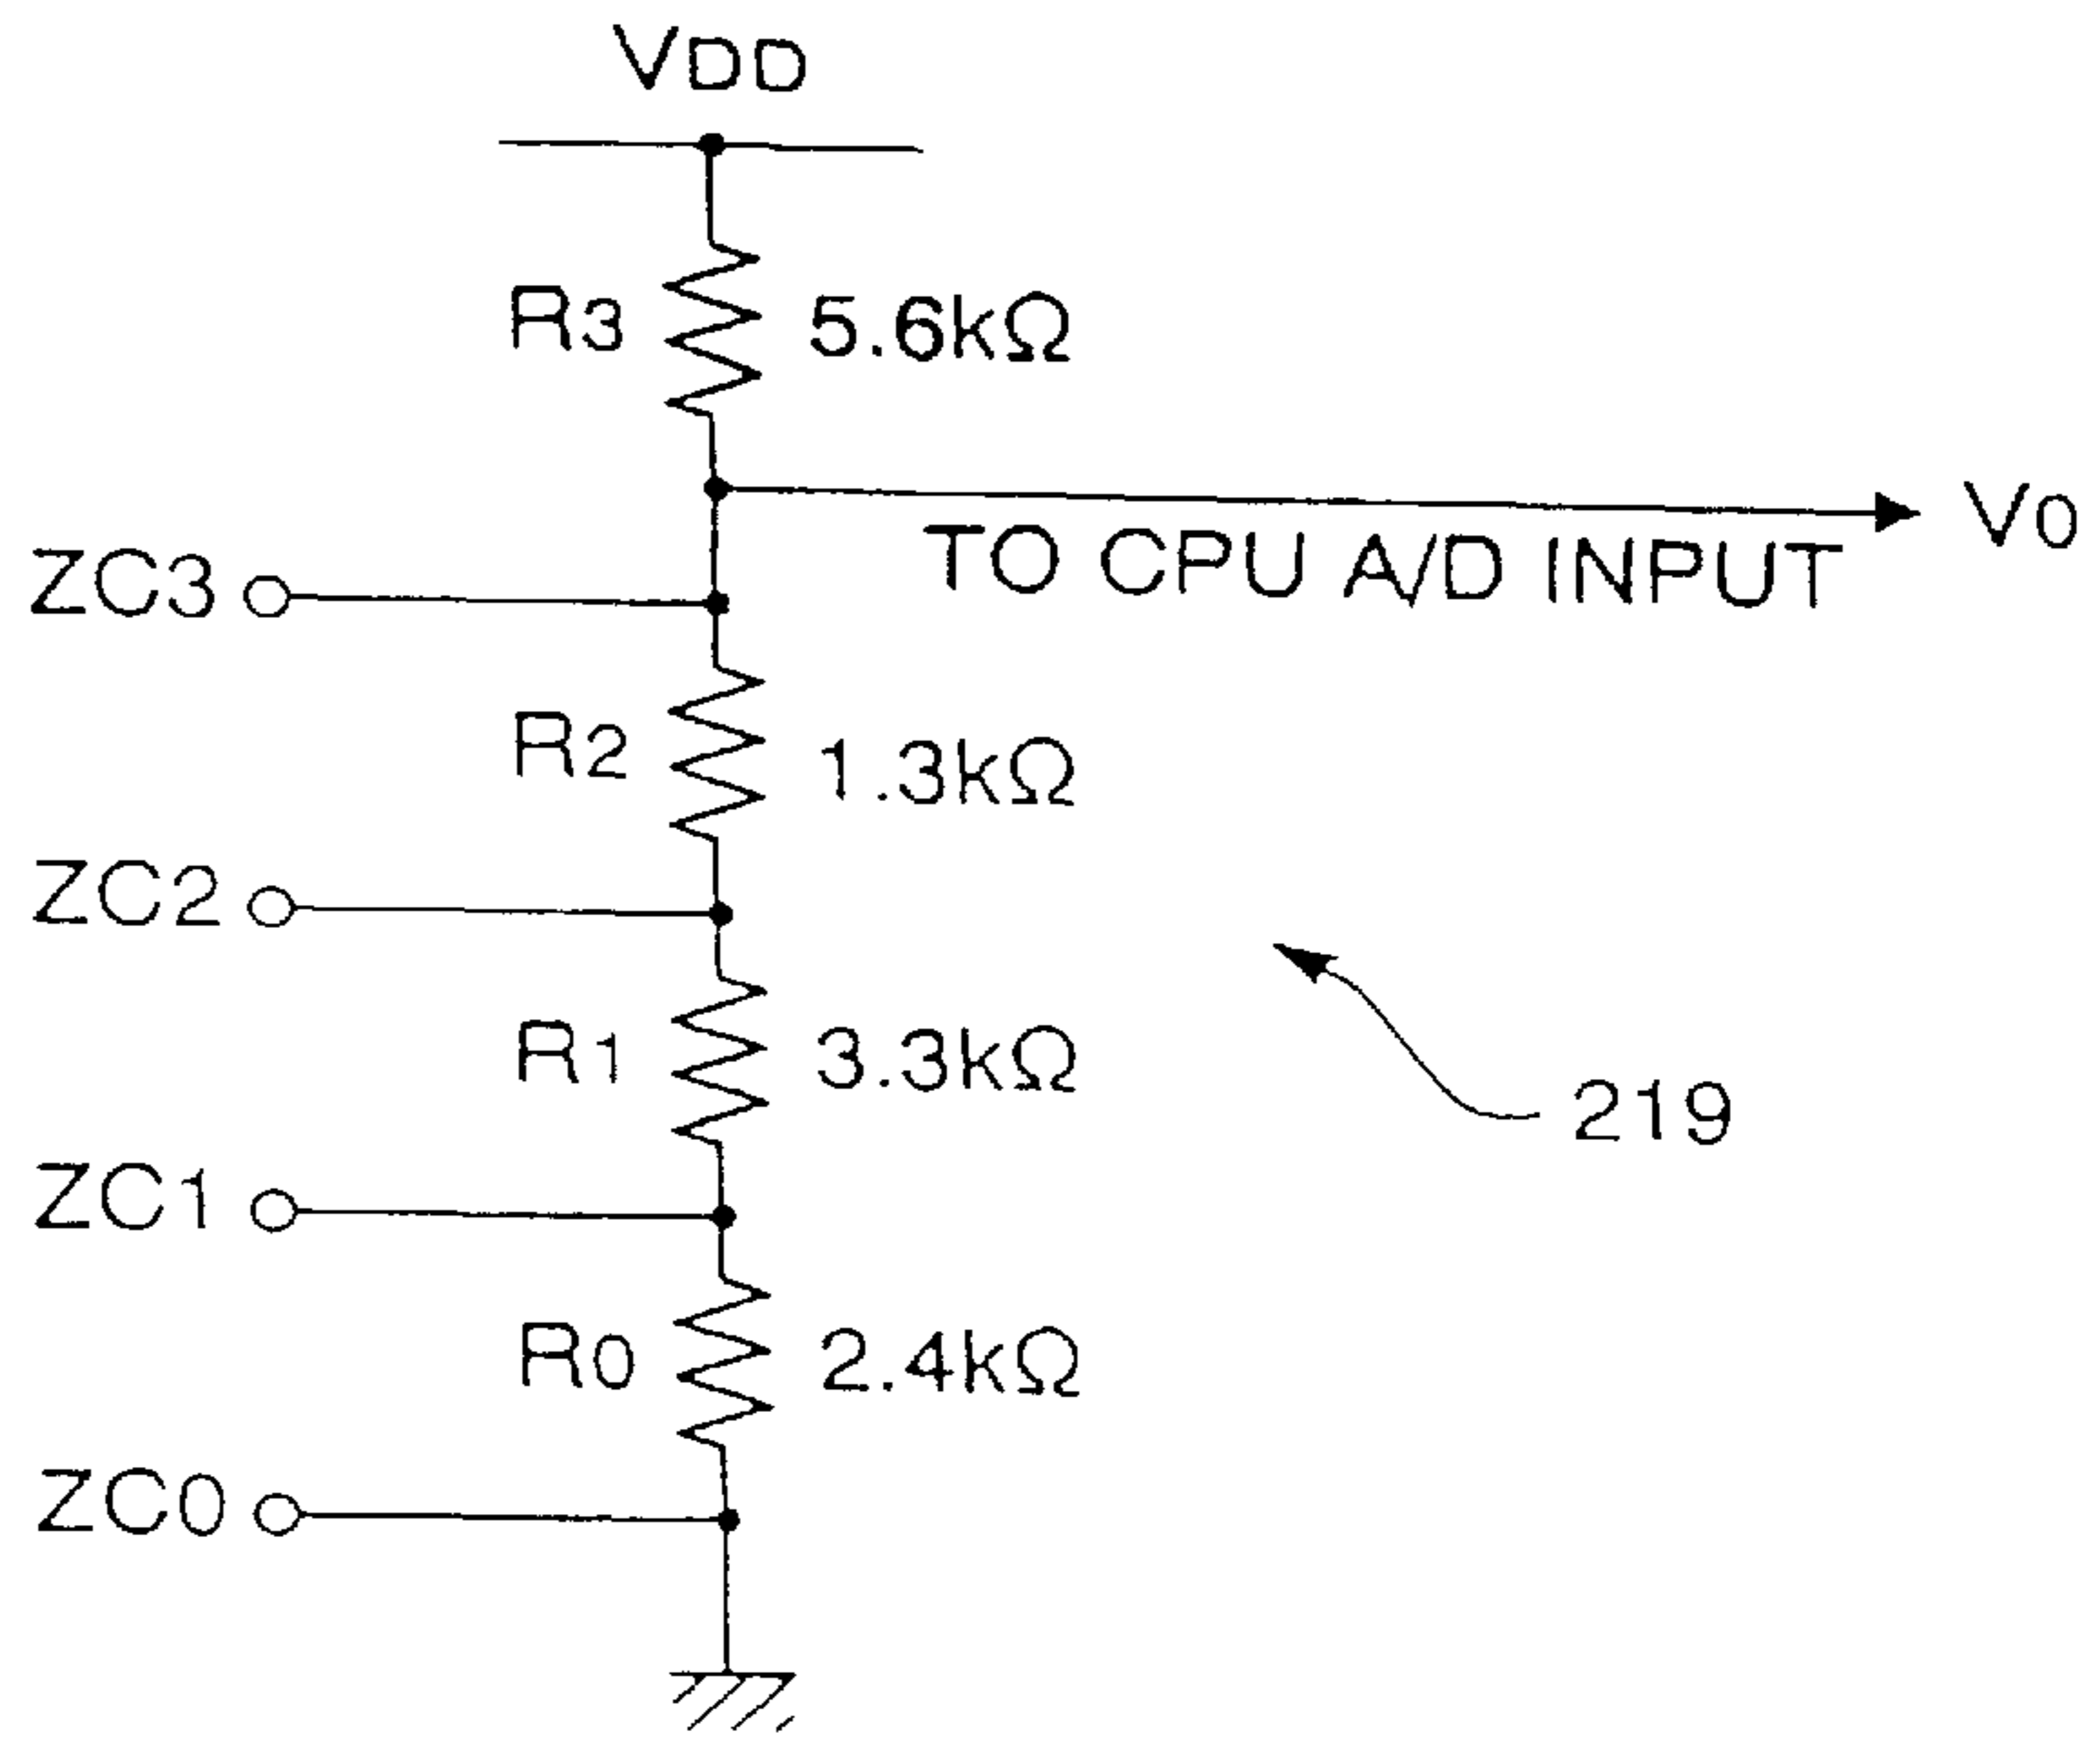 VDD
R3 5.6kΩ
VO
TO CPU A/D INPUT
ZC3
R2 1.3kΩ
ZC2
R1 3.3kΩ
219
ZC1
R0 2.4kΩ
ZC0